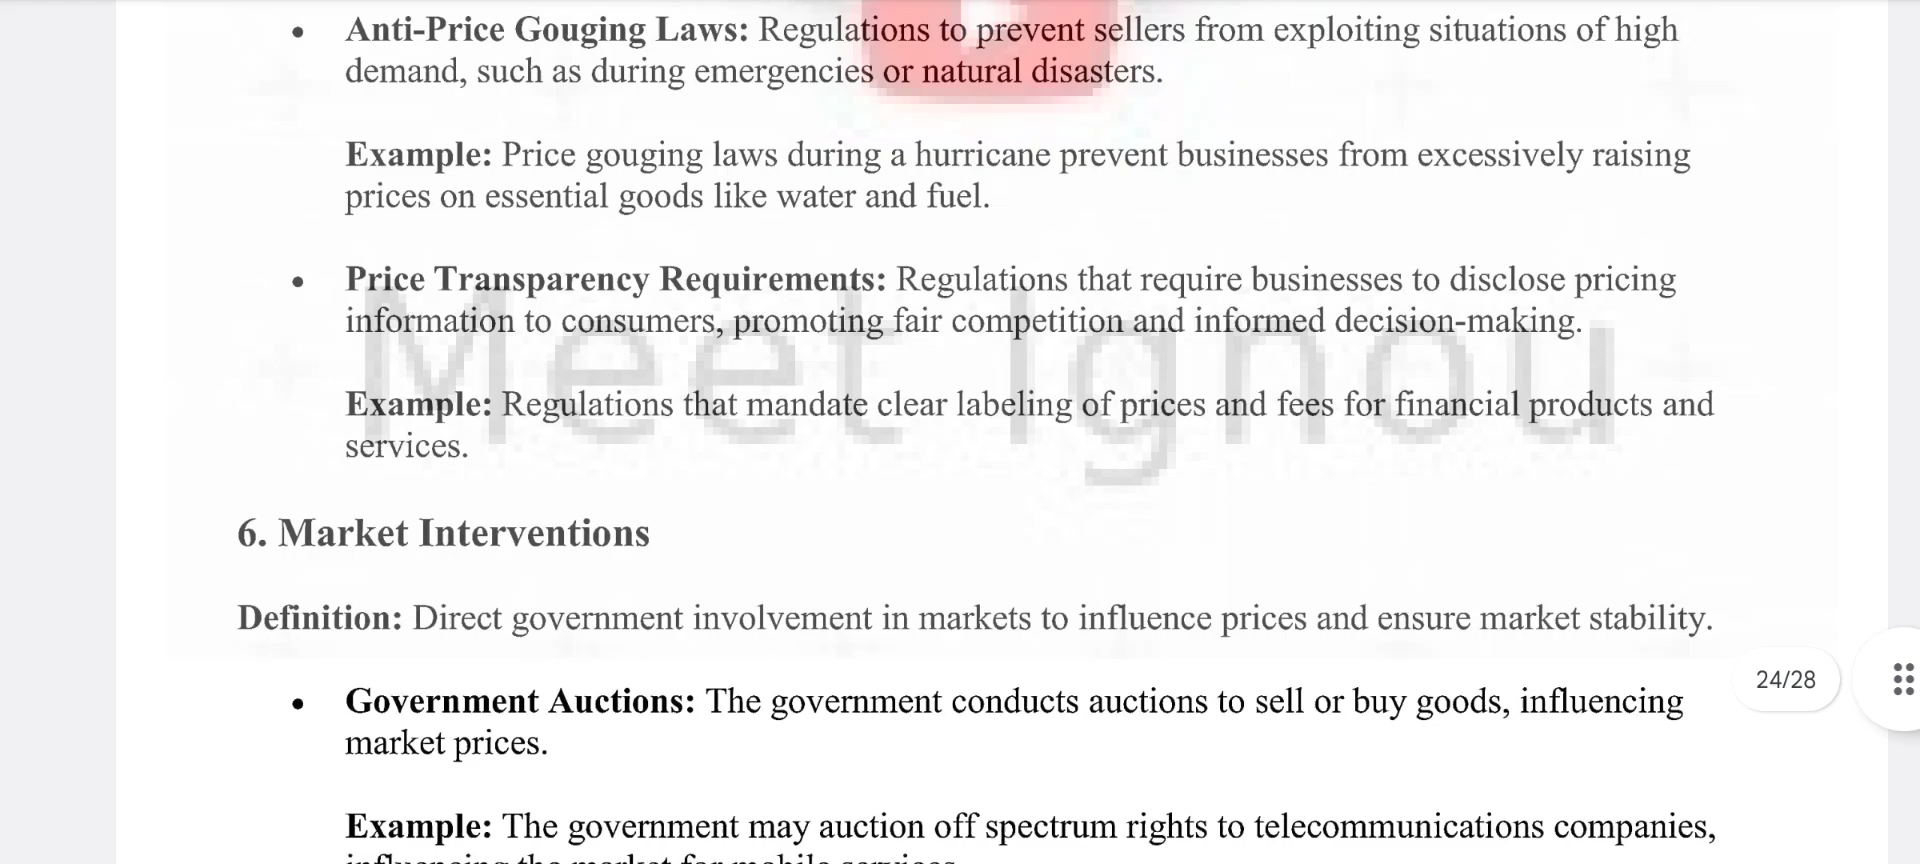 • Anti-Price Gouging Laws: Regulations to prevent sellers from exploiting situations of high
demand, such as during emergencies or natural disasters.
Example: Price gouging laws during a hurricane prevent businesses from excessively raising
prices on essential goods like water and fuel.
• Price Transparency Requirements: Regulations that require businesses to disclose pricing
information to consumers, promoting fair competition and informed decision-making.
Meet Ignou
Example: Regulations that mandate clear labeling of prices and fees for financial products and
services.
6. Market Interventions
Definition: Direct government involvement in markets to influence prices and ensure market stability.
24/28
• Government Auctions: The government conducts auctions to sell or buy goods, influencing
market prices.
Example: The government may auction off spectrum rights to telecommunications companies,
influencing the market for mobile services.